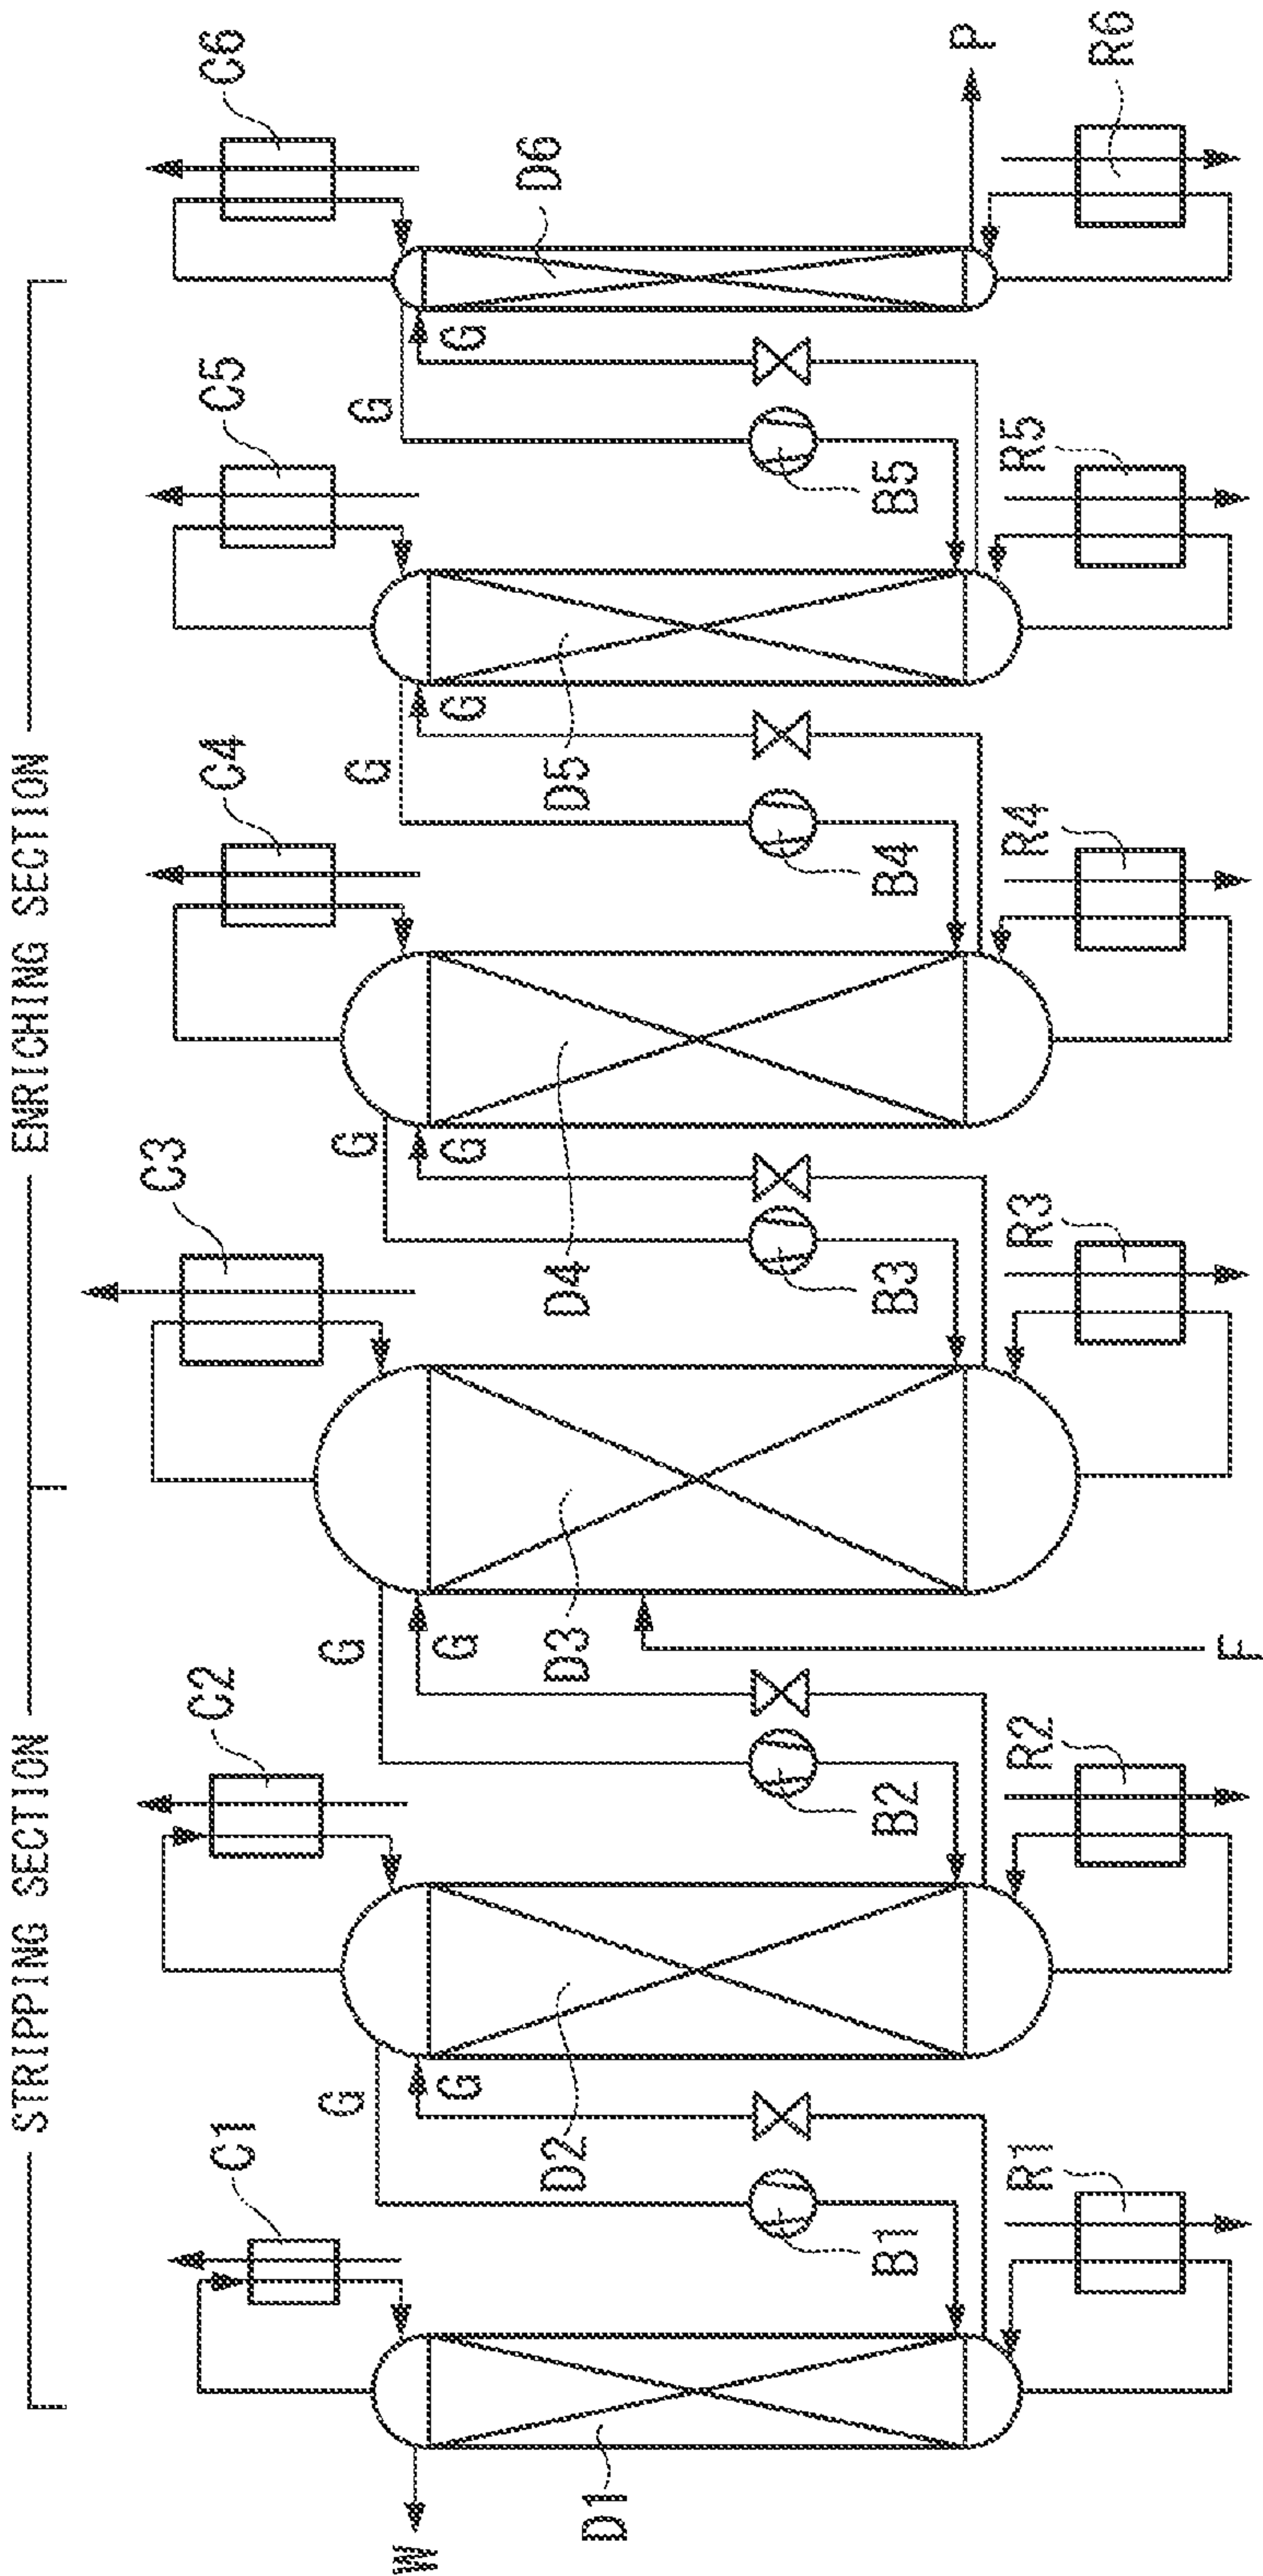 STRIPPING SECTION
ENRICHING SECTION
C1
C2
C3
C4
C5
C6
G
G
G
G
G
W
G
G
G
G
G
P
D1
D2
D3
D4
D5
D6
B1
B2
B3
B4
B5
F
R1
R2
R3
R4
R5
R6